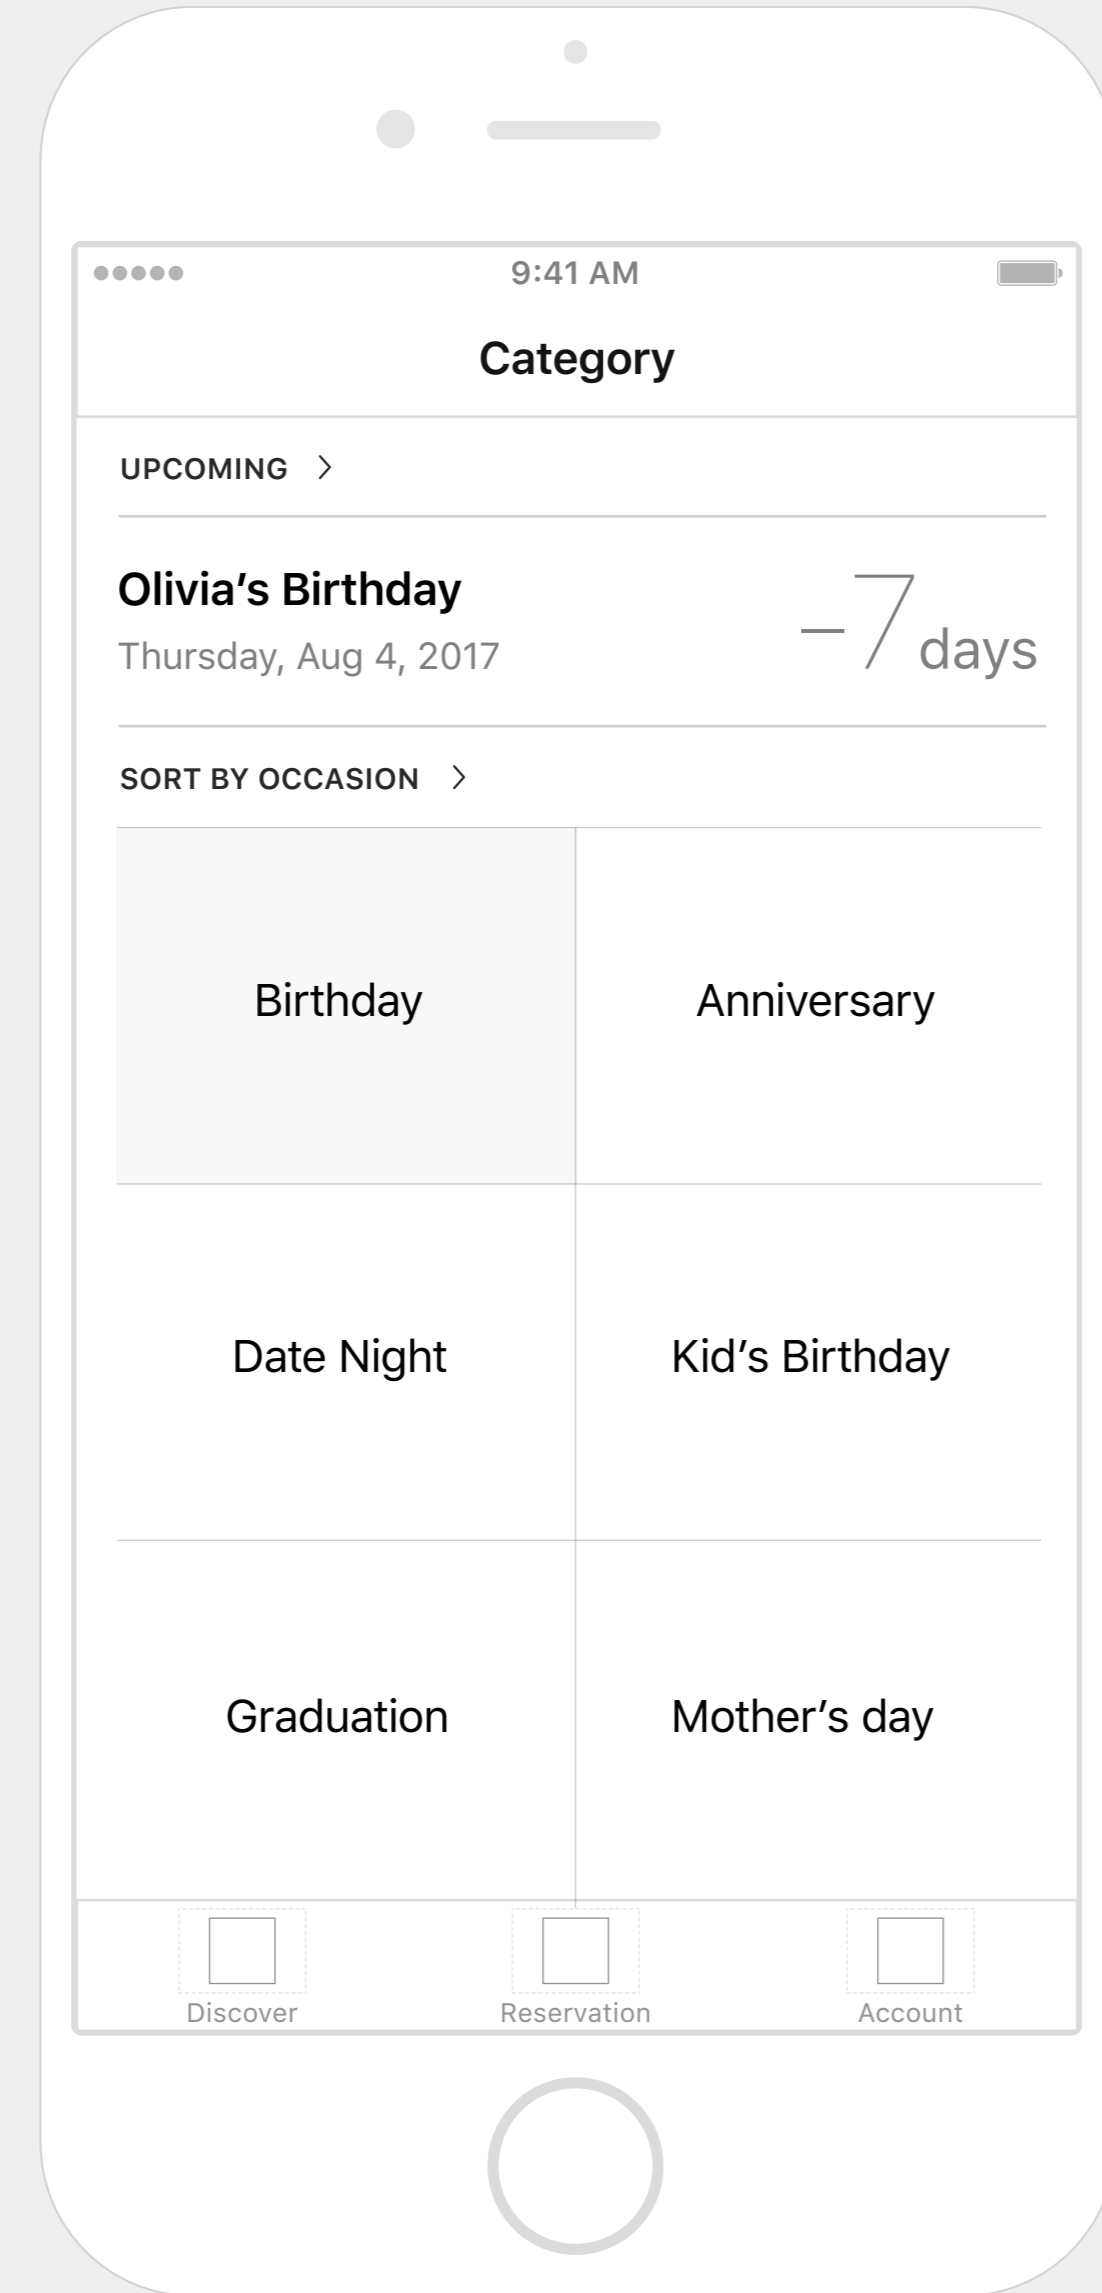 9:41 AM
Category
UPCOMING >
Olivia’s Birthday
Thursday, Aug 4, 2017
–7 days
SORT BY OCCASION >
Birthday
Anniversary
Date Night
Kid’s Birthday
Graduation
Mother’s day
Discover
Reservation
Account